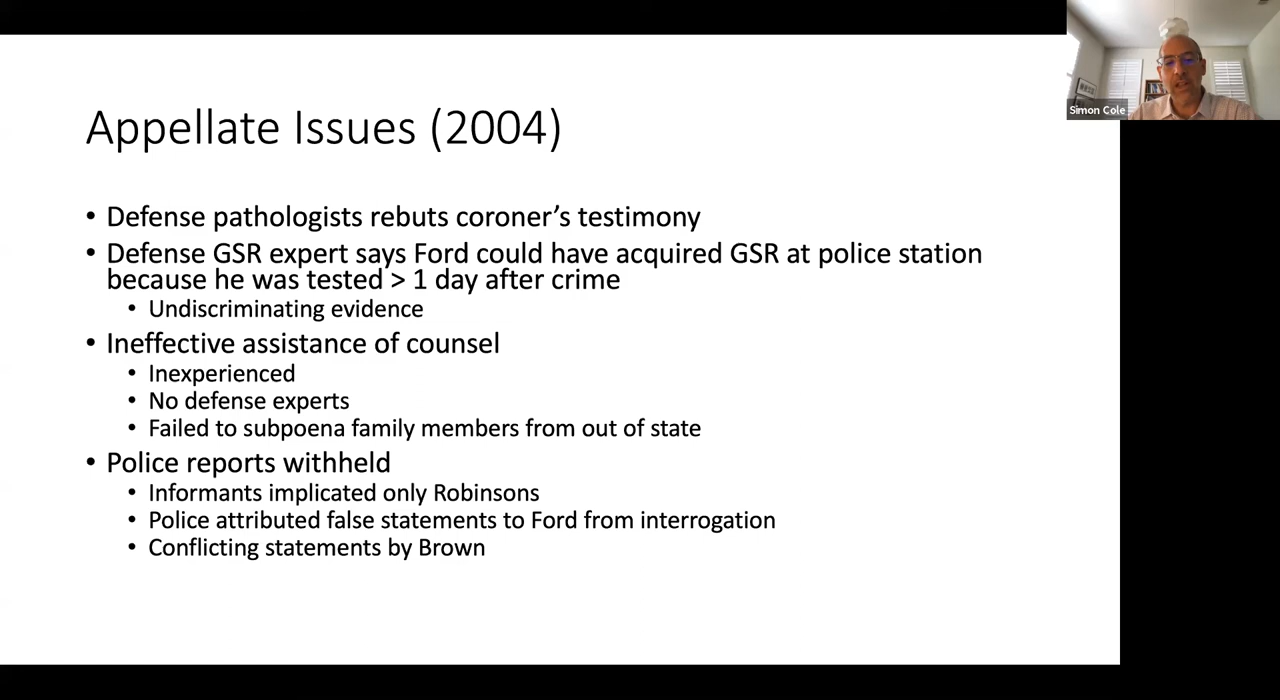 Simon Cole
Appellate Issues (2004)
• Defense pathologists rebuts coroner's testimony
• Defense GSR expert says Ford could have acquired GSR at police station
because he was tested > 1 day after crime
• Undiscriminating evidence
• Ineffective assistance of counsel
• Inexperienced
• No defense experts
• Failed to subpoena family members from out of state
• Police reports withheld
• Informants implicated only Robinsons
• Police attributed false statements to Ford from interrogation
• Conflicting statements by Brown